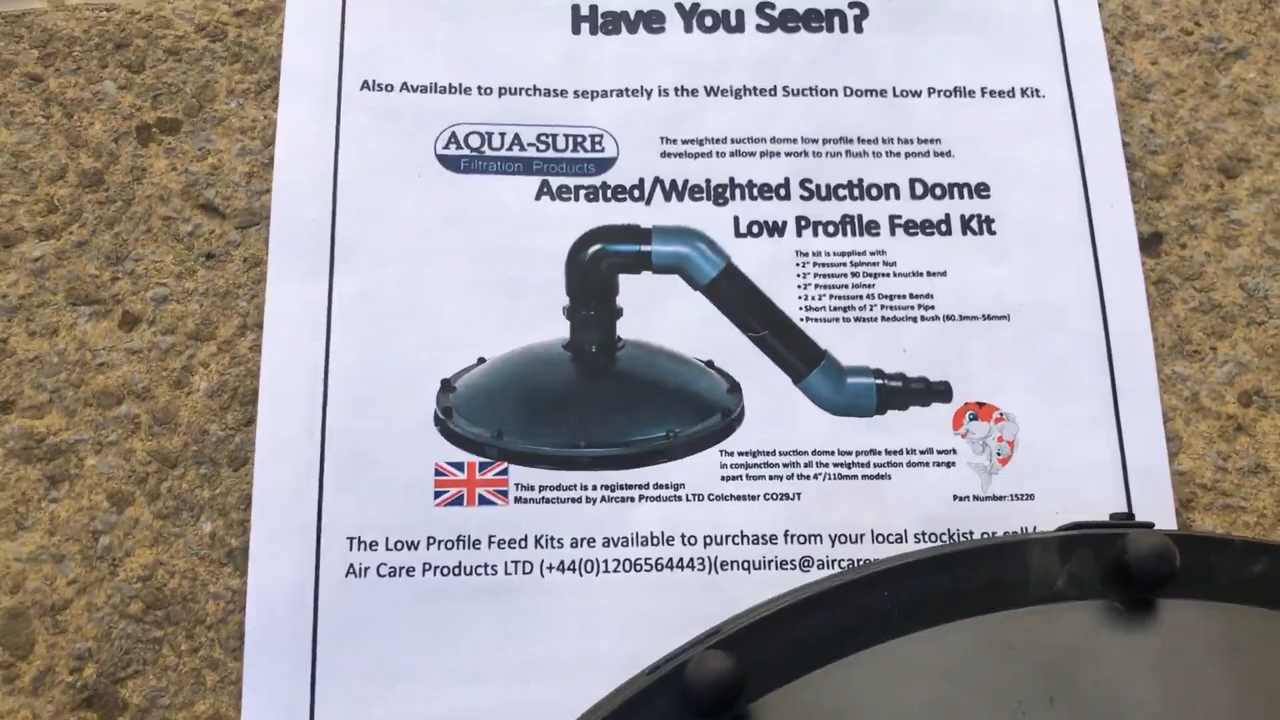 Have You Seen?
Also Available to purchase separately is the Weighted Suction Dome Low Profile Feed Kit.
AQUA-SURE
Filtration Products
The weighted suction dome low profile feed kit has been
developed to allow pipe work to run flush to the pond bed.
Aerated/Weighted Suction Dome
Low Profile Feed Kit
The kit is supplied with
•2" Pressure Spinner Nut
•2" Pressure 90 Degree knuckle Bend
•2" Pressure Joiner
•2 x 2" Pressure 45 Degree Bends
•Short Length of 2" Pressure Pipe
•Pressure to Waste Reducing Bush (60.3mm-56mm)
The weighted suction dome low profile feed kit will work
in conjunction with all the weighted suction dome range
apart from any of the 4"/110mm models
This product is a registered design
Manufactured by Aircare Products LTD Colchester CO29JT
Part Number:15220
The Low Profile Feed Kits are available to purchase from your local stockist or
Air Care Products LTD (+44(0)1206564443)(enquiries@aircare